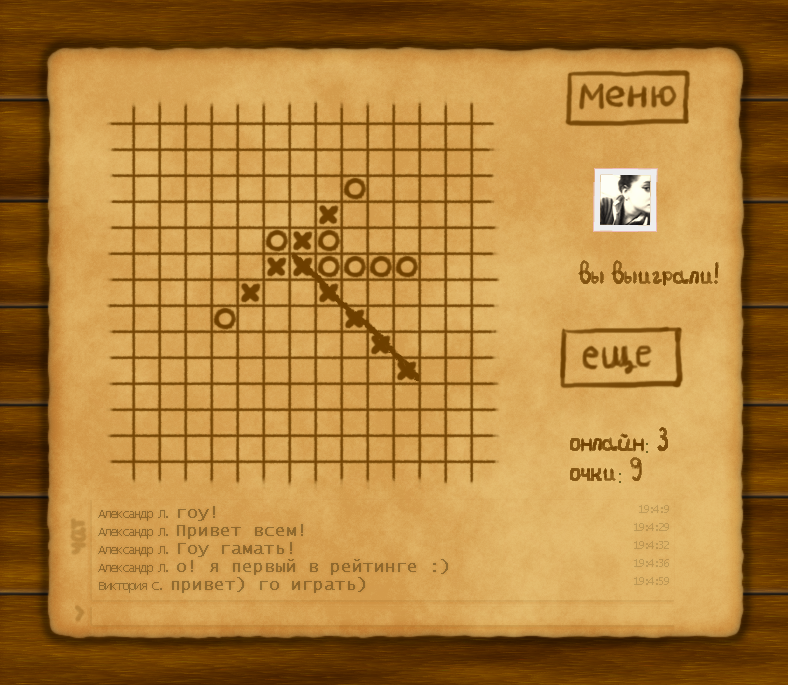 меню
вы выиграли!
еще
онлайн: 3
очки: 9
чат
Александр Л. гоу! 19:4:9
Александр Л. Привет всем! 19:4:29
Александр Л. Гоу гамать! 19:4:32
Александр Л. о! я первый в рейтинге :) 19:4:36
Виктория С. привет) го играть) 19:4:59
>